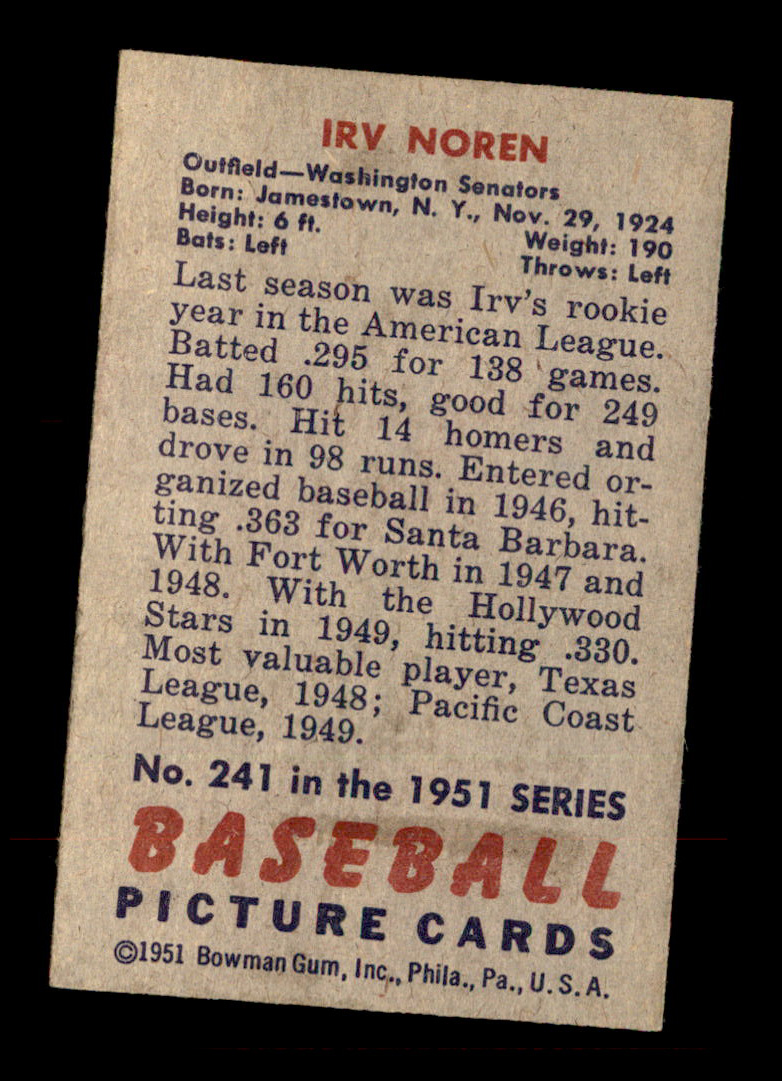 IRV NOREN
Outfield—Washington Senators
Born: Jamestown, N. Y., Nov. 29, 1924
Height: 6 ft. Weight: 190
Bats: Left Throws: Left
Last season was Irv's rookie
year in the American League.
Batted .295 for 138 games.
Had 160 hits, good for 249
bases. Hit 14 homers and
drove in 98 runs. Entered or-
ganized baseball in 1946, hit-
ting .363 for Santa Barbara.
With Fort Worth in 1947 and
1948. With the Hollywood
Stars in 1949, hitting .330.
Most valuable player, Texas
League, 1948; Pacific Coast
League, 1949.
No. 241 in the 1951 SERIES
BASEBALL
PICTURE CARDS
©1951 Bowman Gum, Inc., Phila., Pa., U. S. A.